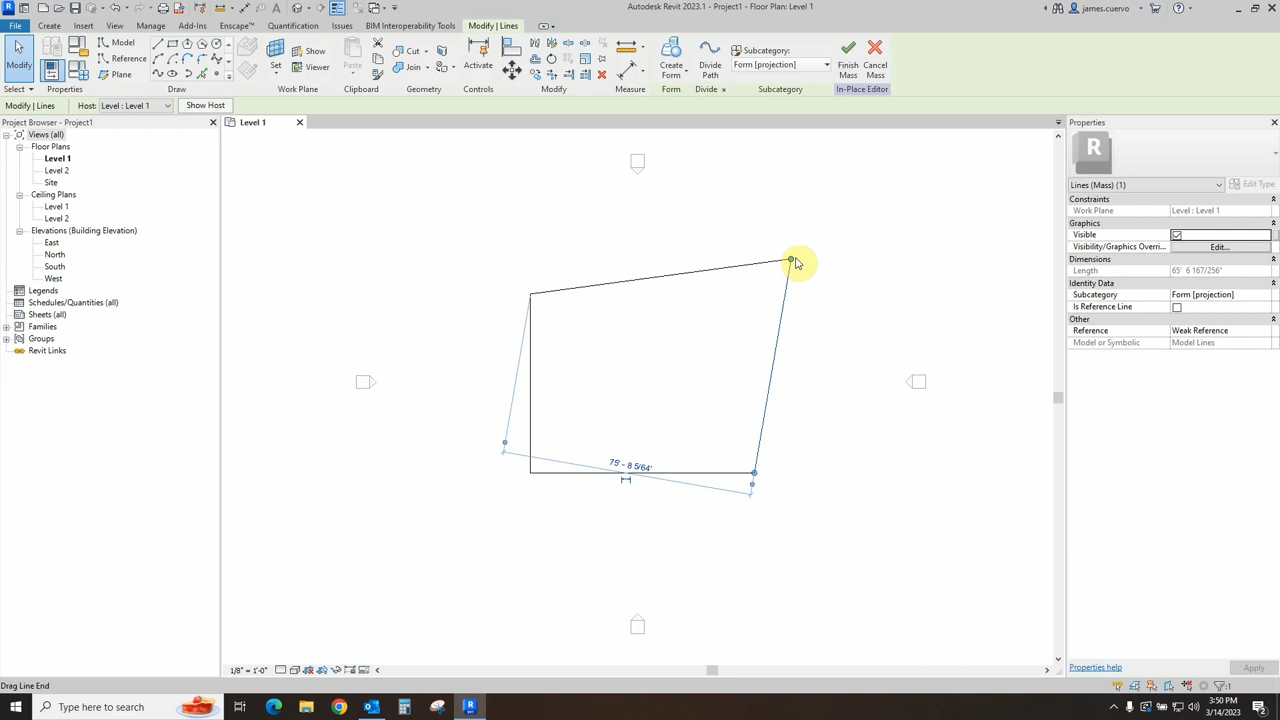 Autodesk Revit 2023.1 - Project1 - Floor Plan: Level 1
james.cuervo
File Create Insert View Manage Add-Ins Enscape™ Quantification Issues BIM Interoperability Tools Modify | Lines
Modify
Model
Reference
Plane
Set
Show
Viewer
Paste
Cut
Join
Activate
Create Form
Divide Path
Subcategory:
Form [projection]
Finish Mass
Cancel Mass
Select Properties Draw Work Plane Clipboard Geometry Controls Modify Measure Form Divide Subcategory In-Place Editor
Modify | Lines Host: Level : Level 1 Show Host
Project Browser - Project1
Views (all)
Floor Plans
Level 1
Level 2
Site
Ceiling Plans
Level 1
Level 2
Elevations (Building Elevation)
East
North
South
West
Legends
Schedules/Quantities (all)
Sheets (all)
Families
Groups
Revit Links
Level 1
75' - 8 5/64"
1/8" = 1'-0"
Properties
R
Lines (Mass) (1) Edit Type
Constraints
Work Plane Level : Level 1
Graphics
Visible
Visibility/Graphics Overri... Edit...
Dimensions
Length 65' 6 167/256"
Identity Data
Subcategory Form [projection]
Is Reference Line
Other
Reference Weak Reference
Model or Symbolic Model Lines
Properties help Apply
Drag Line End
:1
Type here to search
3:50 PM
3/14/2023